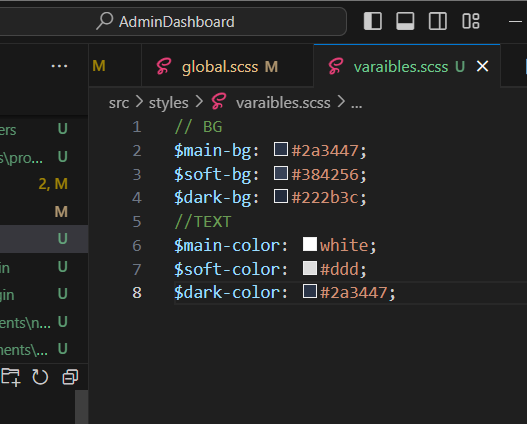 AdminDashboard
... M global.scss M varaibles.scss U
src > styles > varaibles.scss > ...
ers U
s\pro... U
2, M
M
U
in U
gin U
ents\n... U
ments\... U
1 // BG
2 $main-bg: #2a3447;
3 $soft-bg: #384256;
4 $dark-bg: #222b3c;
5 //TEXT
6 $main-color: white;
7 $soft-color: #ddd;
8 $dark-color: #2a3447;